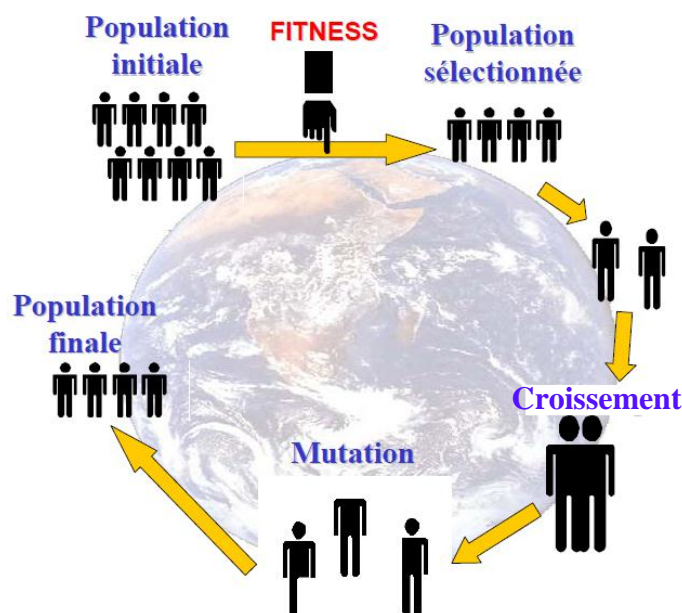 Population
initiale
FITNESS
Population
sélectionnée
Croissement
Mutation
Population
finale